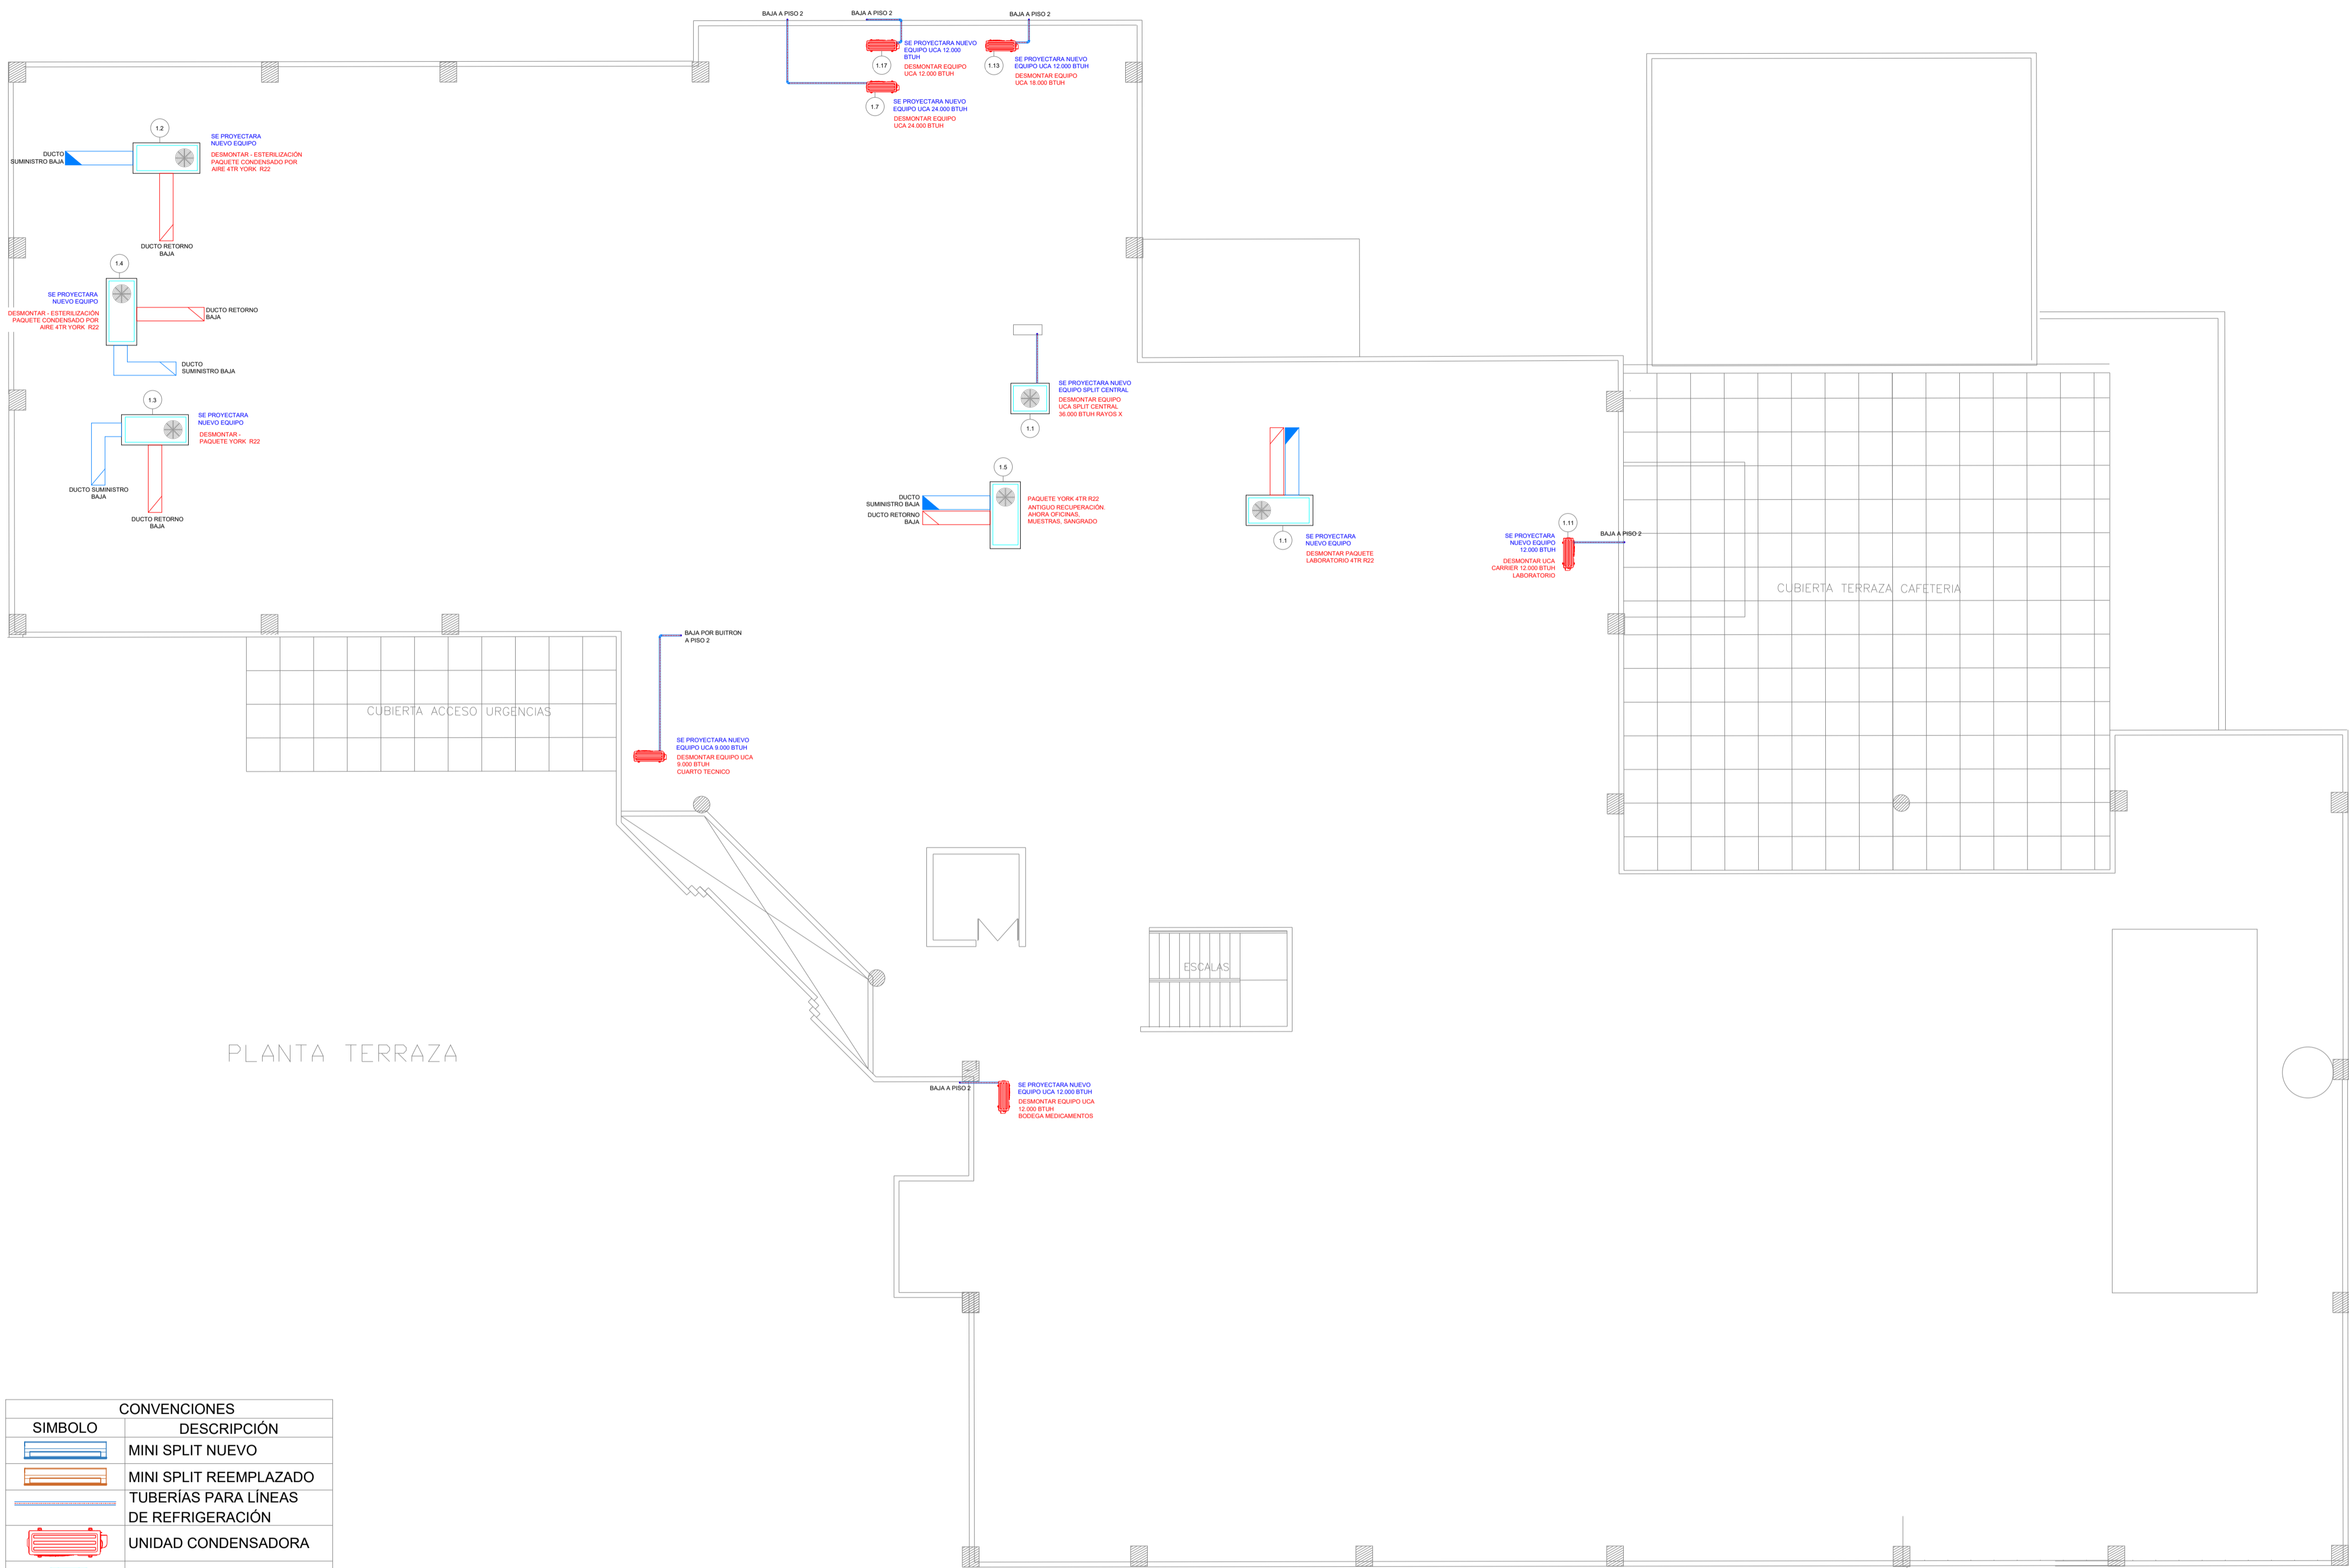 BAJA A PISO 2
BAJA A PISO 2
BAJA A PISO 2
SE PROYECTARA NUEVO
EQUIPO UCA 12.000
BTUH
DESMONTAR EQUIPO
UCA 12.000 BTUH
1.17
SE PROYECTARA NUEVO
EQUIPO UCA 12.000 BTUH
DESMONTAR EQUIPO
UCA 18.000 BTUH
1.13
1.7
SE PROYECTARA NUEVO
EQUIPO UCA 24.000 BTUH
DESMONTAR EQUIPO
UCA 24.000 BTUH
1.2
SE PROYECTARA
NUEVO EQUIPO
DESMONTAR - ESTERILIZACIÓN
PAQUETE CONDENSADO POR
AIRE 4TR YORK R22
DUCTO
SUMINISTRO BAJA
DUCTO RETORNO
BAJA
1.4
SE PROYECTARA
NUEVO EQUIPO
DESMONTAR - ESTERILIZACIÓN
PAQUETE CONDENSADO POR
AIRE 4TR YORK R22
DUCTO RETORNO
BAJA
DUCTO
SUMINISTRO BAJA
1.3
SE PROYECTARA
NUEVO EQUIPO
DESMONTAR -
PAQUETE YORK R22
DUCTO SUMINISTRO
BAJA
DUCTO RETORNO
BAJA
SE PROYECTARA NUEVO
EQUIPO SPLIT CENTRAL
DESMONTAR EQUIPO
UCA SPLIT CENTRAL
36.000 BTUH RAYOS X
1.1
1.5
DUCTO
SUMINISTRO BAJA
DUCTO RETORNO
BAJA
PAQUETE YORK 4TR R22
ANTIGUO RECUPERACIÓN.
AHORA OFICINAS,
MUESTRAS, SANGRADO
1.1
SE PROYECTARA
NUEVO EQUIPO
DESMONTAR PAQUETE
LABORATORIO 4TR R22
1.11
BAJA A PISO 2
SE PROYECTARA
NUEVO EQUIPO
12.000 BTUH
DESMONTAR UCA
CARRIER 12.000 BTUH
LABORATORIO
CUBIERTA TERRAZA CAFETERIA
BAJA POR BUITRON
A PISO 2
CUBIERTA ACCESO URGENCIAS
SE PROYECTARA NUEVO
EQUIPO UCA 9.000 BTUH
DESMONTAR EQUIPO UCA
9.000 BTUH
CUARTO TECNICO
ESCALAS
PLANTA TERRAZA
BAJA A PISO 2
SE PROYECTARA NUEVO
EQUIPO UCA 12.000 BTUH
DESMONTAR EQUIPO UCA
12.000 BTUH
BODEGA MEDICAMENTOS
CONVENCIONES
SIMBOLO DESCRIPCIÓN
MINI SPLIT NUEVO
MINI SPLIT REEMPLAZADO
TUBERÍAS PARA LÍNEAS
DE REFRIGERACIÓN
UNIDAD CONDENSADORA